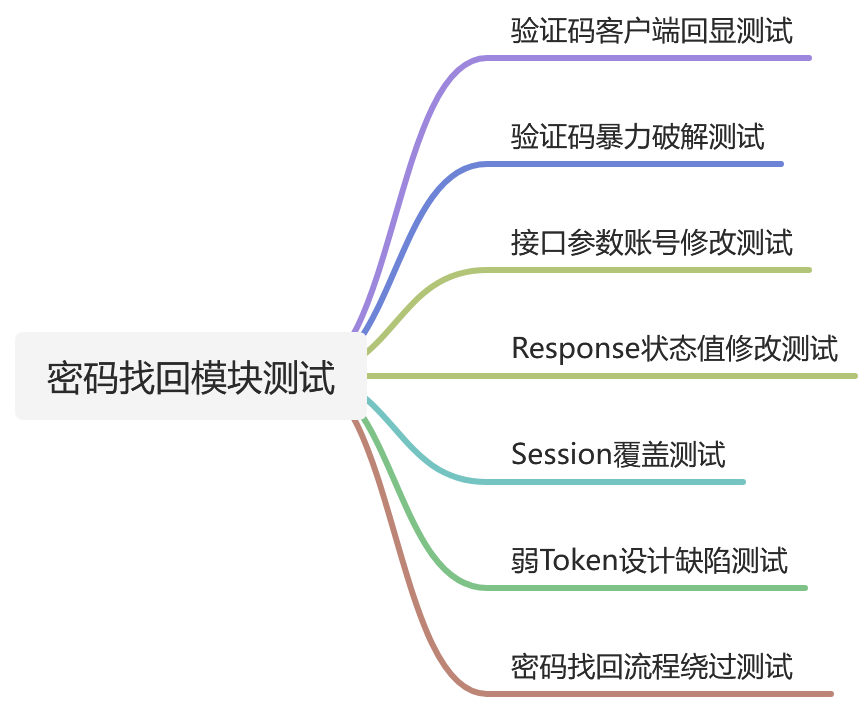 验证码客户端回显测试
验证码暴力破解测试
接口参数账号修改测试
Response状态值修改测试
密码找回模块测试
Session覆盖测试
弱Token设计缺陷测试
密码找回流程绕过测试